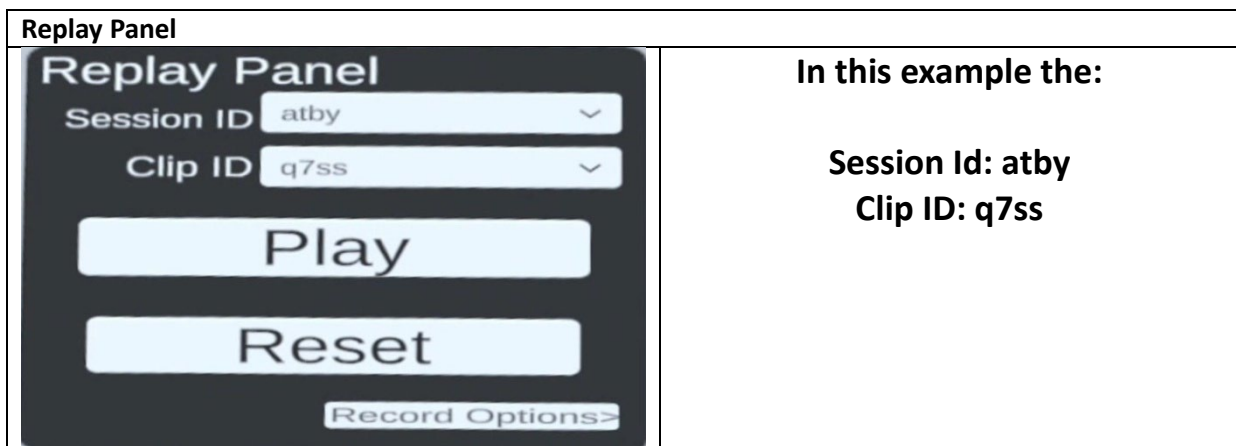 Replay Panel
Replay Panel
Session ID atby
Clip ID q7ss
Play
Reset
Record Options>
In this example the:
Session Id: atby
Clip ID: q7ss